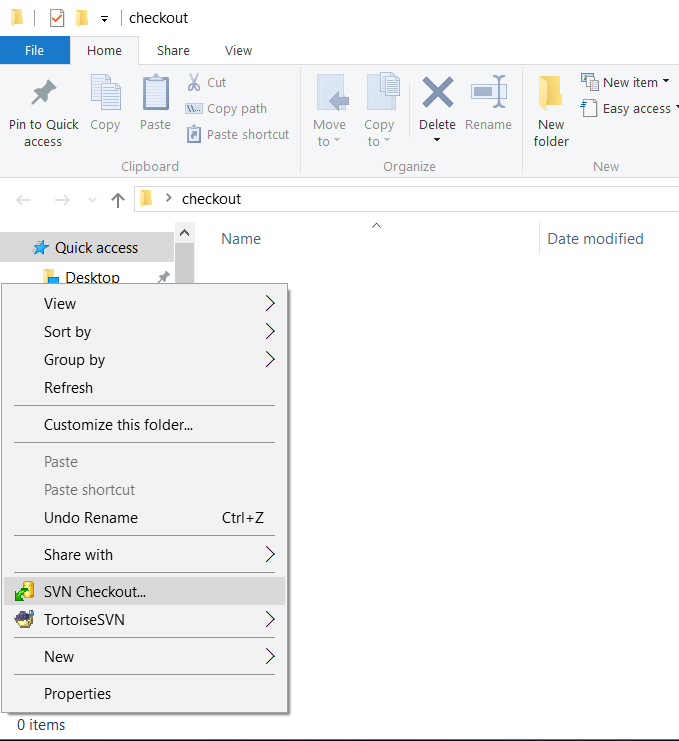 checkout
File Home Share View
Pin to Quick access
Copy
Paste
Cut
Copy path
Paste shortcut
Move to
Copy to
Delete
Rename
New folder
New item
Easy access
Clipboard Organize New
checkout
Quick access
Name Date modified
Desktop
View
Sort by
Group by
Refresh
Customize this folder...
Paste
Paste shortcut
Undo Rename Ctrl+Z
Share with
SVN Checkout...
TortoiseSVN
New
Properties
0 items